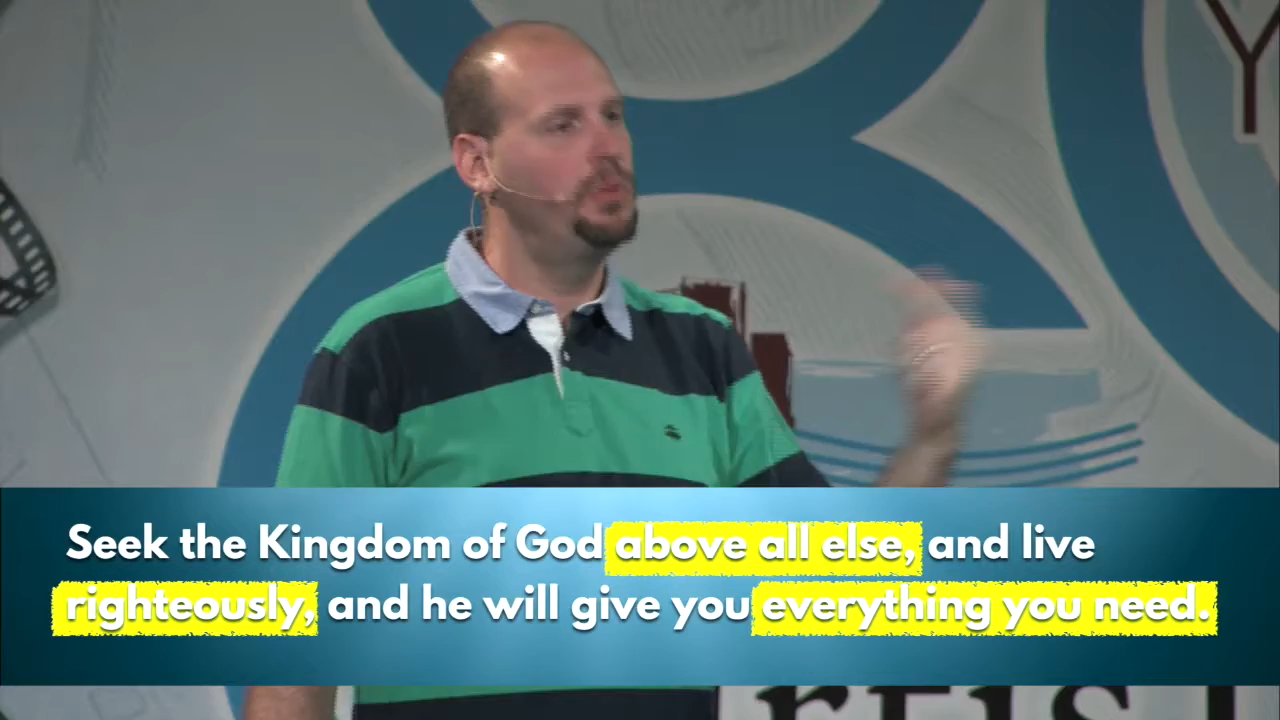 Y
Seek the Kingdom of God above all else, and live
righteously, and he will give you everything you need.